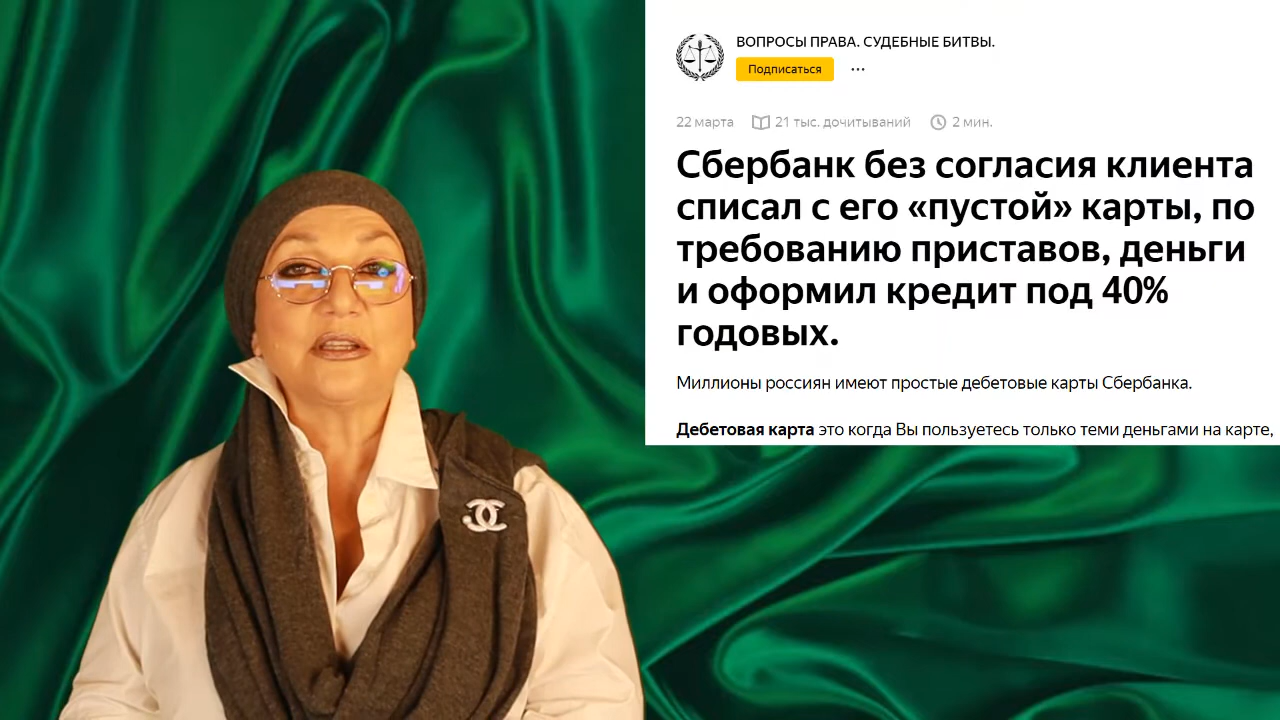 ВОПРОСЫ ПРАВА. СУДЕБНЫЕ БИТВЫ.
Подписаться
22 марта 21 тыс. дочитываний 2 мин.
Сбербанк без согласия клиента
списал с его «пустой» карты, по
требованию приставов, деньги
и оформил кредит под 40%
годовых.
Миллионы россиян имеют простые дебетовые карты Сбербанка.
Дебетовая карта это когда Вы пользуетесь только теми деньгами на карте,